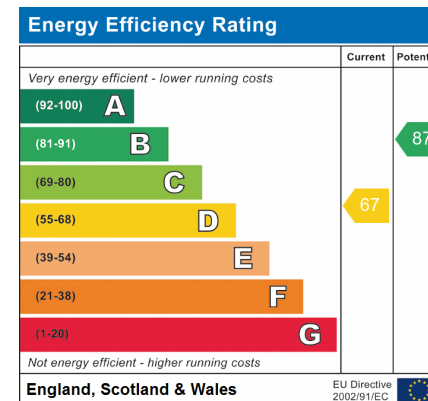 Energy Efficiency Rating
Current Potent
Very energy efficient - lower running costs
(92-100) A
(81-91) B 87
(69-80) C
(55-68) D 67
(39-54) E
(21-38) F
(1-20) G
Not energy efficient - higher running costs
England, Scotland & Wales
EU Directive
2002/91/EC